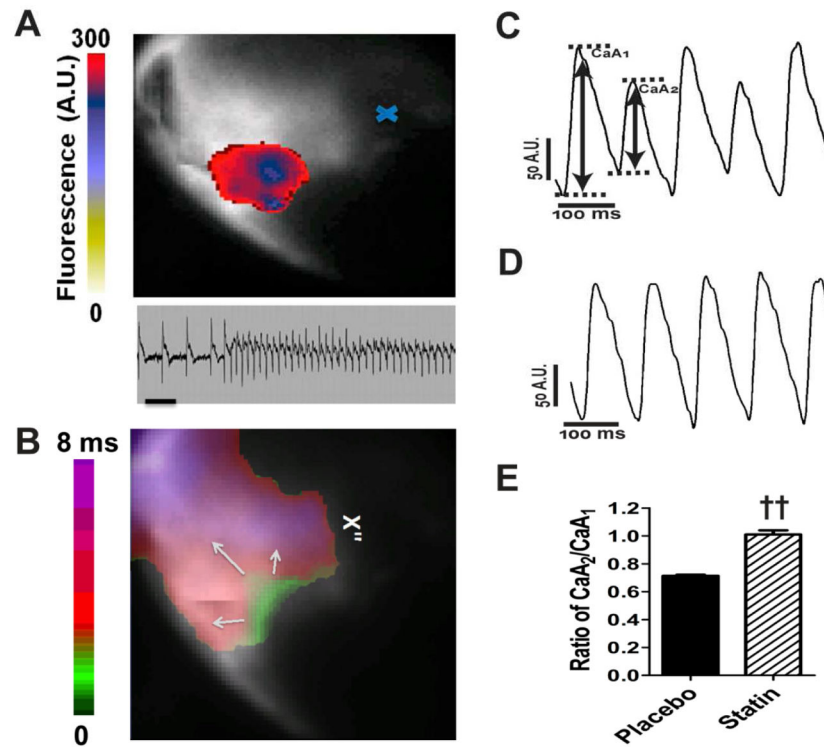 A
300
Fluorescence (A.U.)
0
B
8 ms
0
X"
C
CaA1
CaA2
50 A.U.
100 ms
D
50 A.U.
100 ms
E
††
1.2
1.0
0.8
0.6
0.4
0.2
0.0
Ratio of CaA2/CaA1
Placebo
Statin